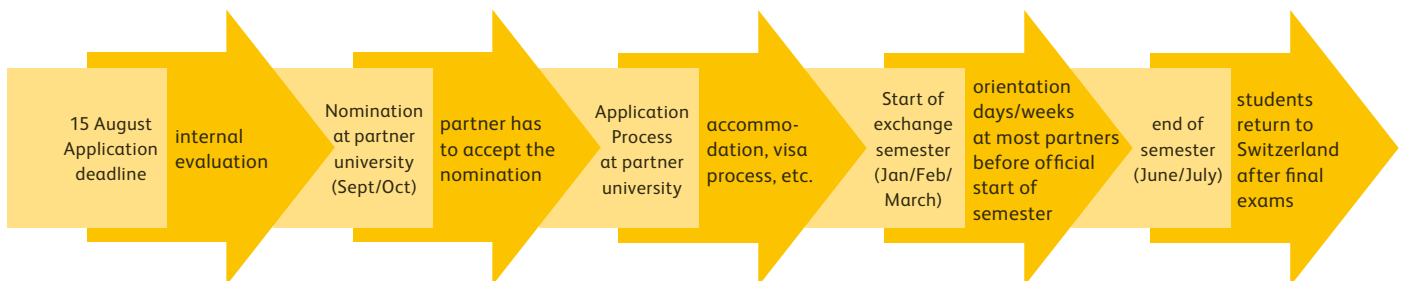 15 August
Application
deadline
internal
evaluation
Nomination
at partner
university
(Sept/Oct)
partner has
to accept the
nomination
Application
Process
at partner
university
accommo-
dation, visa
process, etc.
Start of
exchange
semester
(Jan/Feb/
March)
orientation
days/weeks
at most partners
before official
start of
semester
end of
semester
(June/July)
students
return to
Switzerland
after final
exams